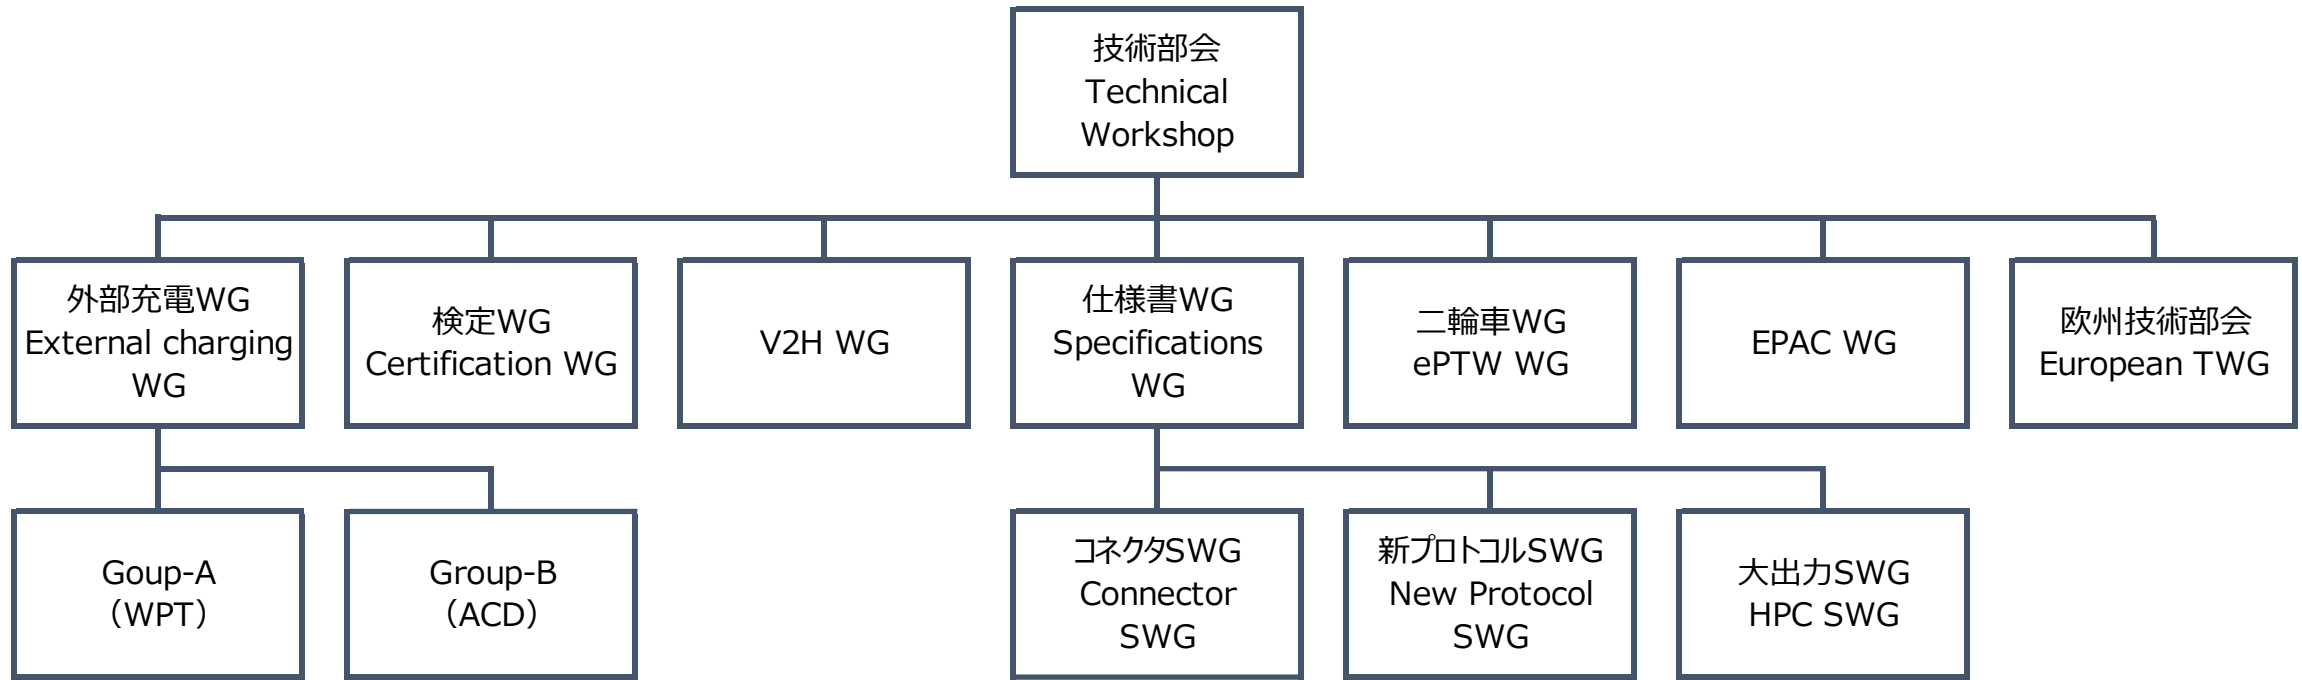 技術部会
Technical
Workshop
外部充電WG
External charging
WG
検定WG
Certification WG
V2H WG
仕様書WG
Specifications
WG
二輪車WG
ePTW WG
EPAC WG
欧州技術部会
European TWG
Goup-A
（WPT）
Group-B
（ACD）
コネクタSWG
Connector
SWG
新プロトコルSWG
New Protocol
SWG
大出力SWG
HPC SWG